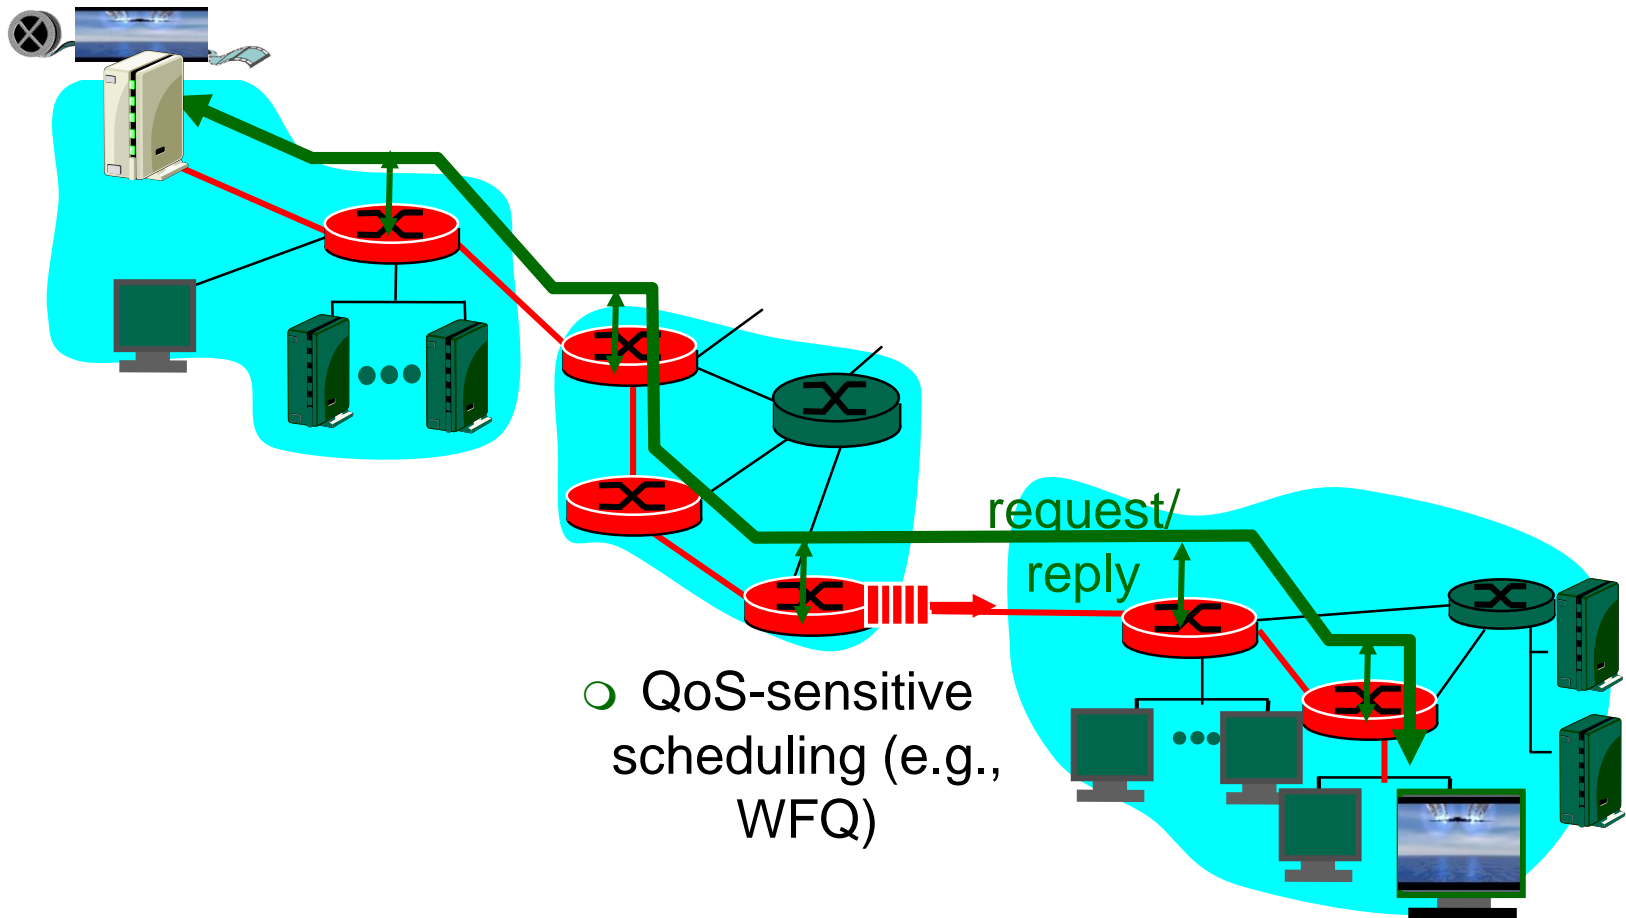 request/
reply
QoS-sensitive
scheduling (e.g.,
WFQ)